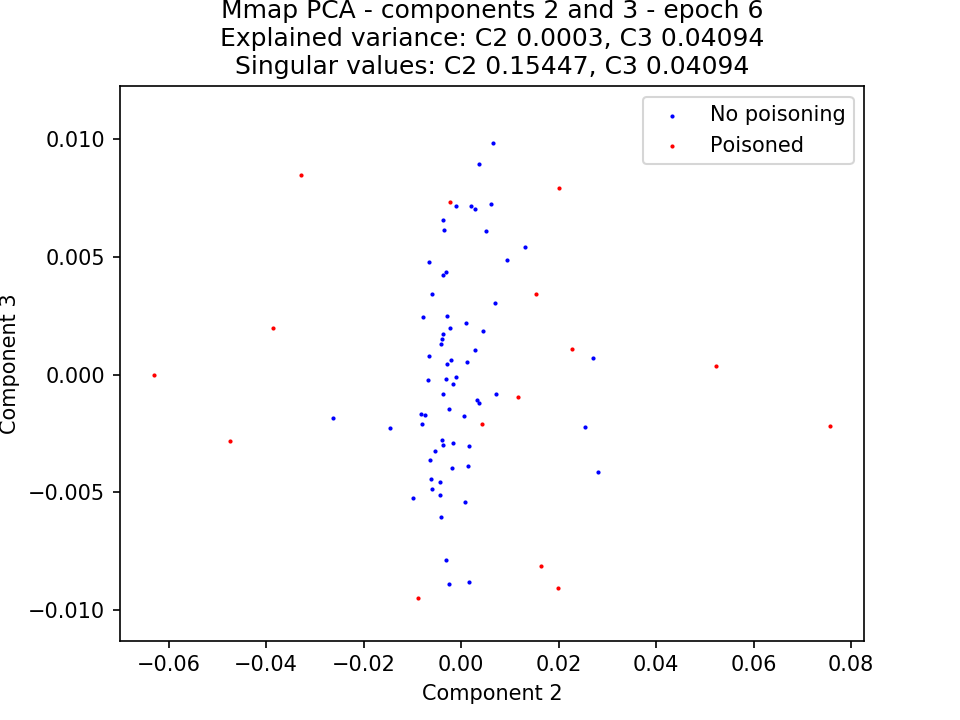 Mmap PCA - components 2 and 3 - epoch 6
Explained variance: C2 0.0003, C3 0.04094
Singular values: C2 0.15447, C3 0.04094
No poisoning
Poisoned
0.010
0.005
0.000
−0.005
−0.010
Component 3
−0.06
−0.04
−0.02
0.00
0.02
0.04
0.06
0.08
Component 2